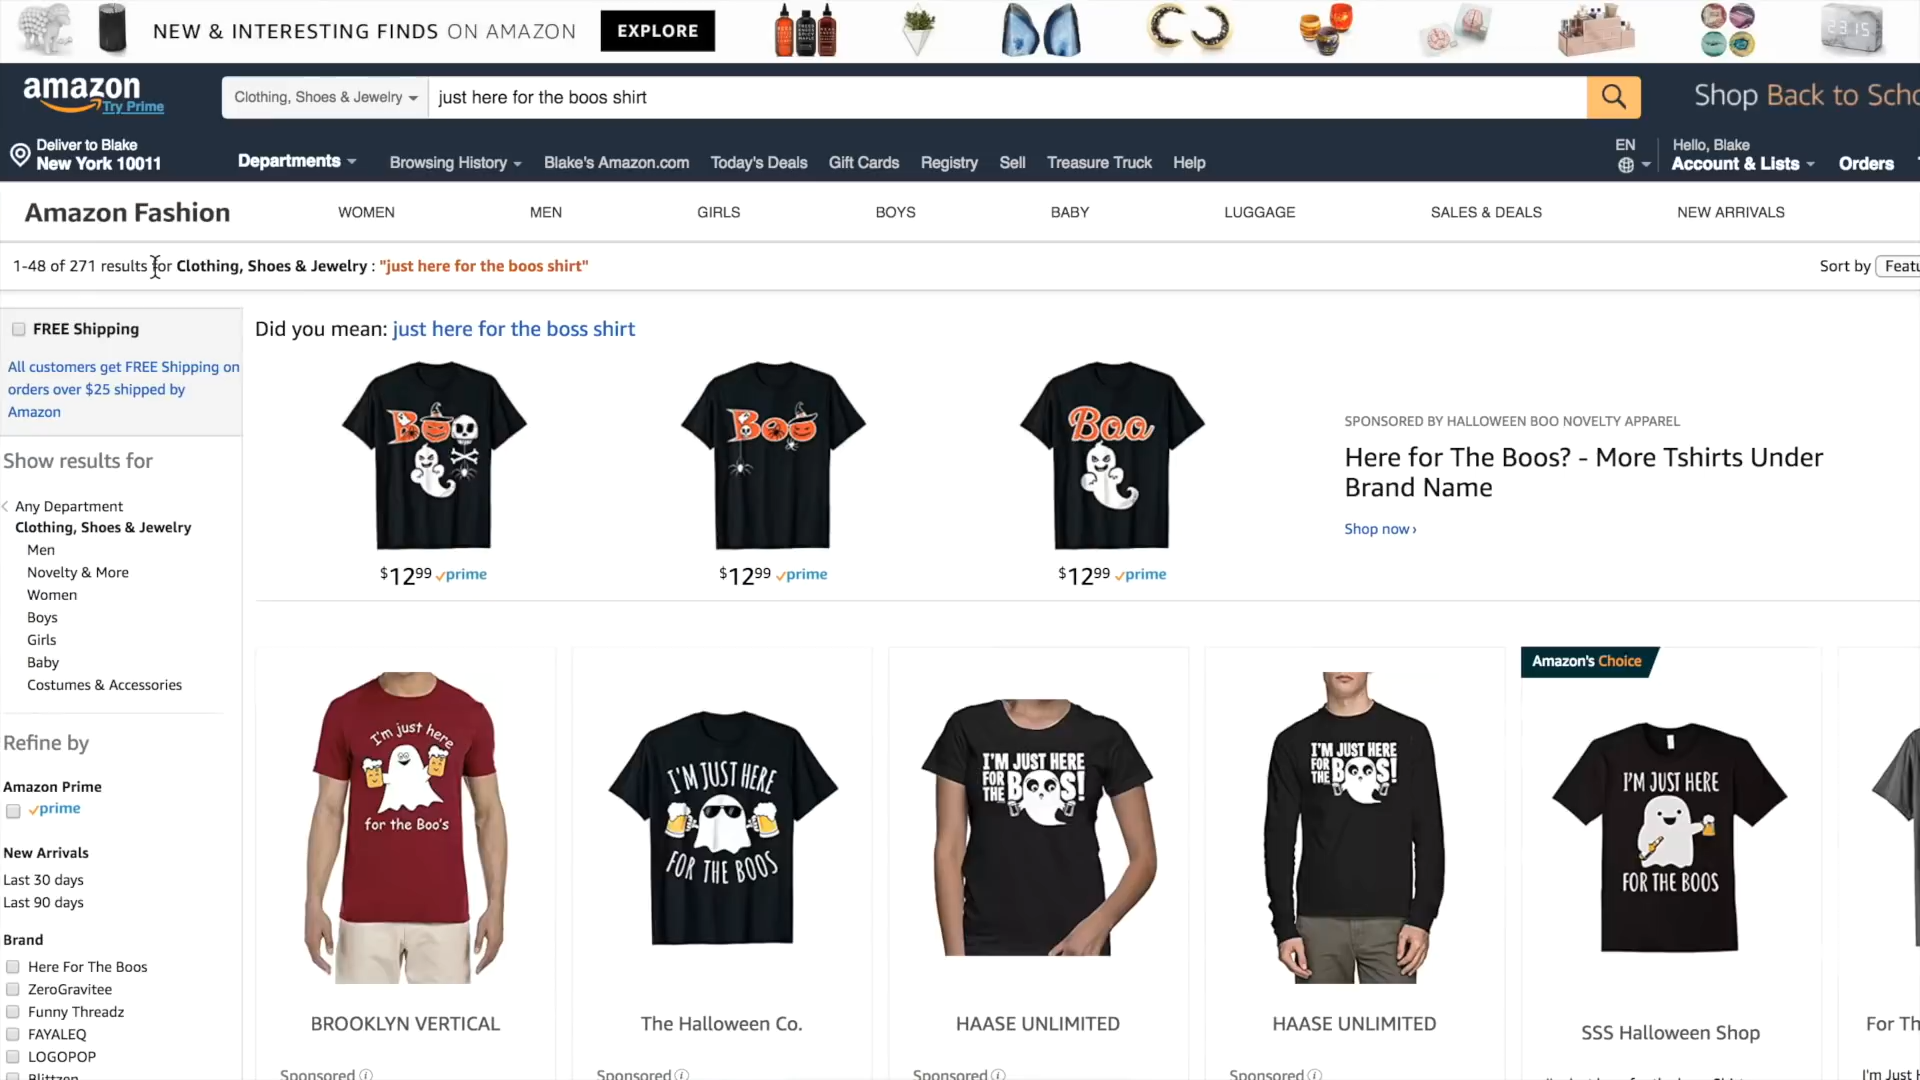 NEW & INTERESTING FINDS ON AMAZON
EXPLORE
23:15
amazon
Try Prime
Clothing, Shoes & Jewelry
just here for the boos shirt
Shop Back to Scho
Deliver to Blake
New York 10011
Departments
Browsing History
Blake's Amazon.com
Today's Deals
Gift Cards
Registry
Sell
Treasure Truck
Help
EN
Hello, Blake
Account & Lists
Orders
Amazon Fashion
WOMEN
MEN
GIRLS
BOYS
BABY
LUGGAGE
SALES & DEALS
NEW ARRIVALS
1-48 of 271 results for Clothing, Shoes & Jewelry : "just here for the boos shirt"
Sort by Featu
FREE Shipping
All customers get FREE Shipping on
orders over $25 shipped by
Amazon
Show results for
Any Department
Clothing, Shoes & Jewelry
Men
Novelty & More
Women
Boys
Girls
Baby
Costumes & Accessories
Refine by
Amazon Prime
prime
New Arrivals
Last 30 days
Last 90 days
Brand
Here For The Boos
ZeroGravitee
Funny Threadz
FAYALEQ
LOGOPOP
Blittzen
Did you mean: just here for the boss shirt
Boo
$12.99 prime
Boo
$12.99 prime
Boo
$12.99 prime
SPONSORED BY HALLOWEEN BOO NOVELTY APPAREL
Here for The Boos? - More Tshirts Under
Brand Name
Shop now ›
I'm just here
for the Boo's
BROOKLYN VERTICAL
Sponsored
I'M JUST HERE
FOR THE BOOS
The Halloween Co.
Sponsored
I'M JUST HERE
FOR THE BOOS!
HAASE UNLIMITED
Sponsored
I'M JUST HERE
FOR THE BOOS!
HAASE UNLIMITED
Sponsored
Amazon's Choice
I'M JUST HERE
FOR THE BOOS
SSS Halloween Shop
For Th
I'm Just H